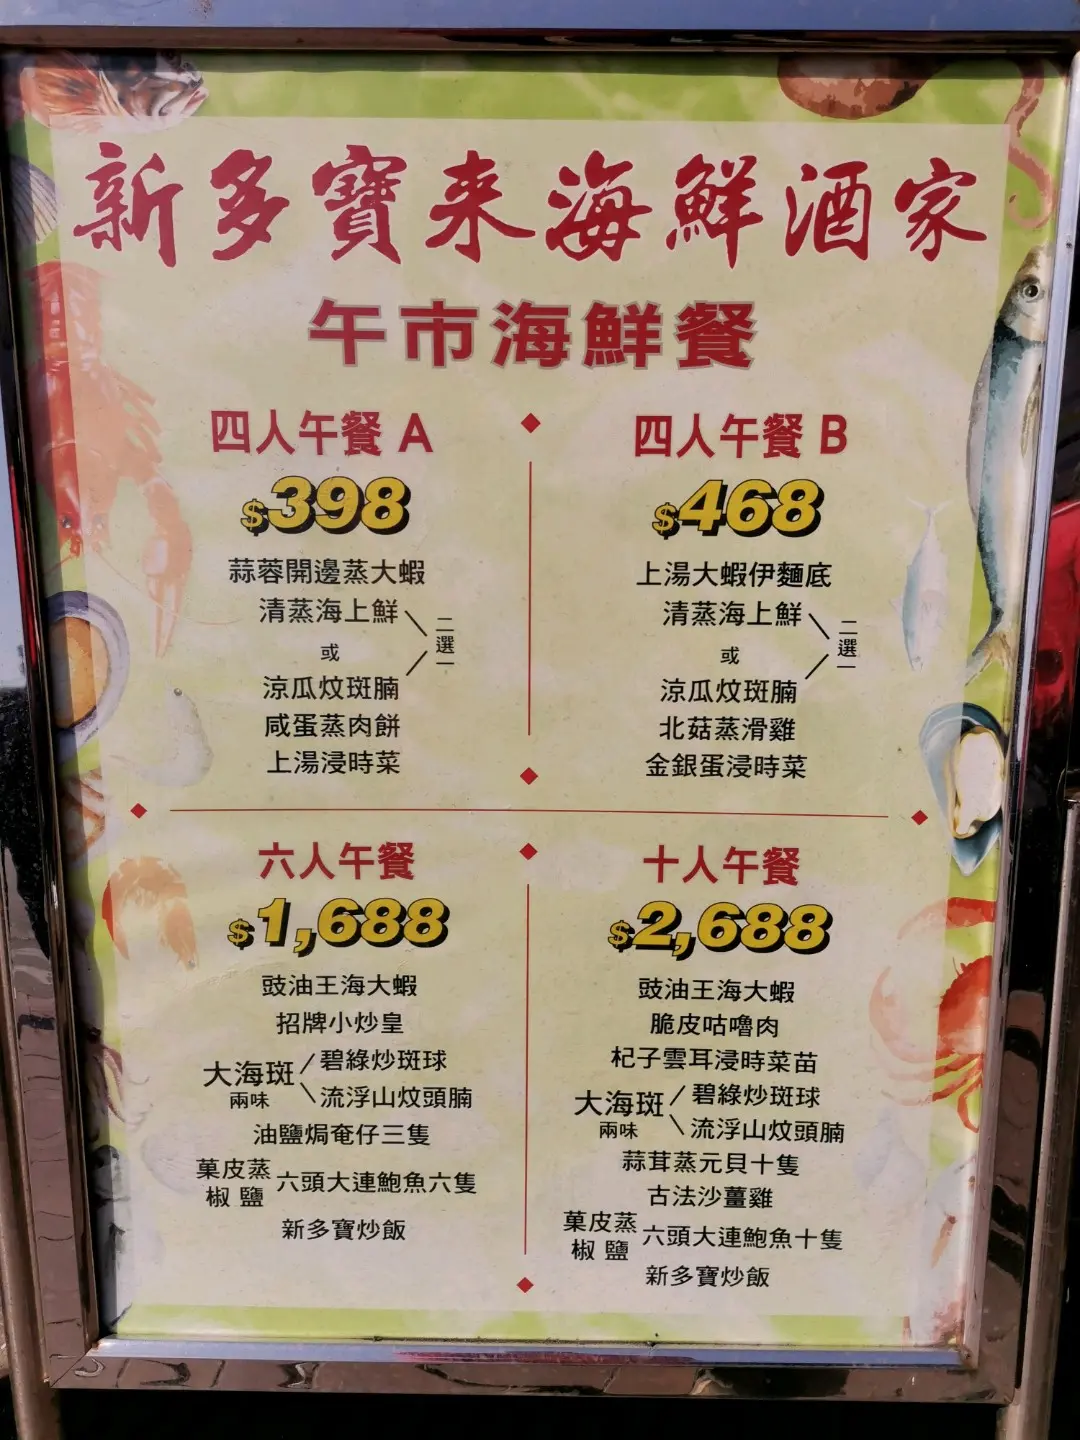 新多寶来海鮮酒家
午市海鮮餐
四人午餐 A
$398
蒜蓉開邊蒸大蝦
清蒸海上鮮
或
涼瓜炆斑腩
二選一
咸蛋蒸肉餅
上湯浸時菜
四人午餐 B
$468
上湯大蝦伊麵底
清蒸海上鮮
或
涼瓜炆斑腩
二選一
北菇蒸滑雞
金銀蛋浸時菜
六人午餐
$1,688
豉油王海大蝦
招牌小炒皇
大海斑
兩味
碧綠炒斑球
流浮山炆頭腩
油鹽焗奄仔三隻
菓皮蒸
椒鹽
六頭大連鮑魚六隻
新多寶炒飯
十人午餐
$2,688
豉油王海大蝦
脆皮咕嚕肉
杞子雲耳浸時菜苗
大海斑
兩味
碧綠炒斑球
流浮山炆頭腩
蒜茸蒸元貝十隻
古法沙薑雞
菓皮蒸
椒鹽
六頭大連鮑魚十隻
新多寶炒飯